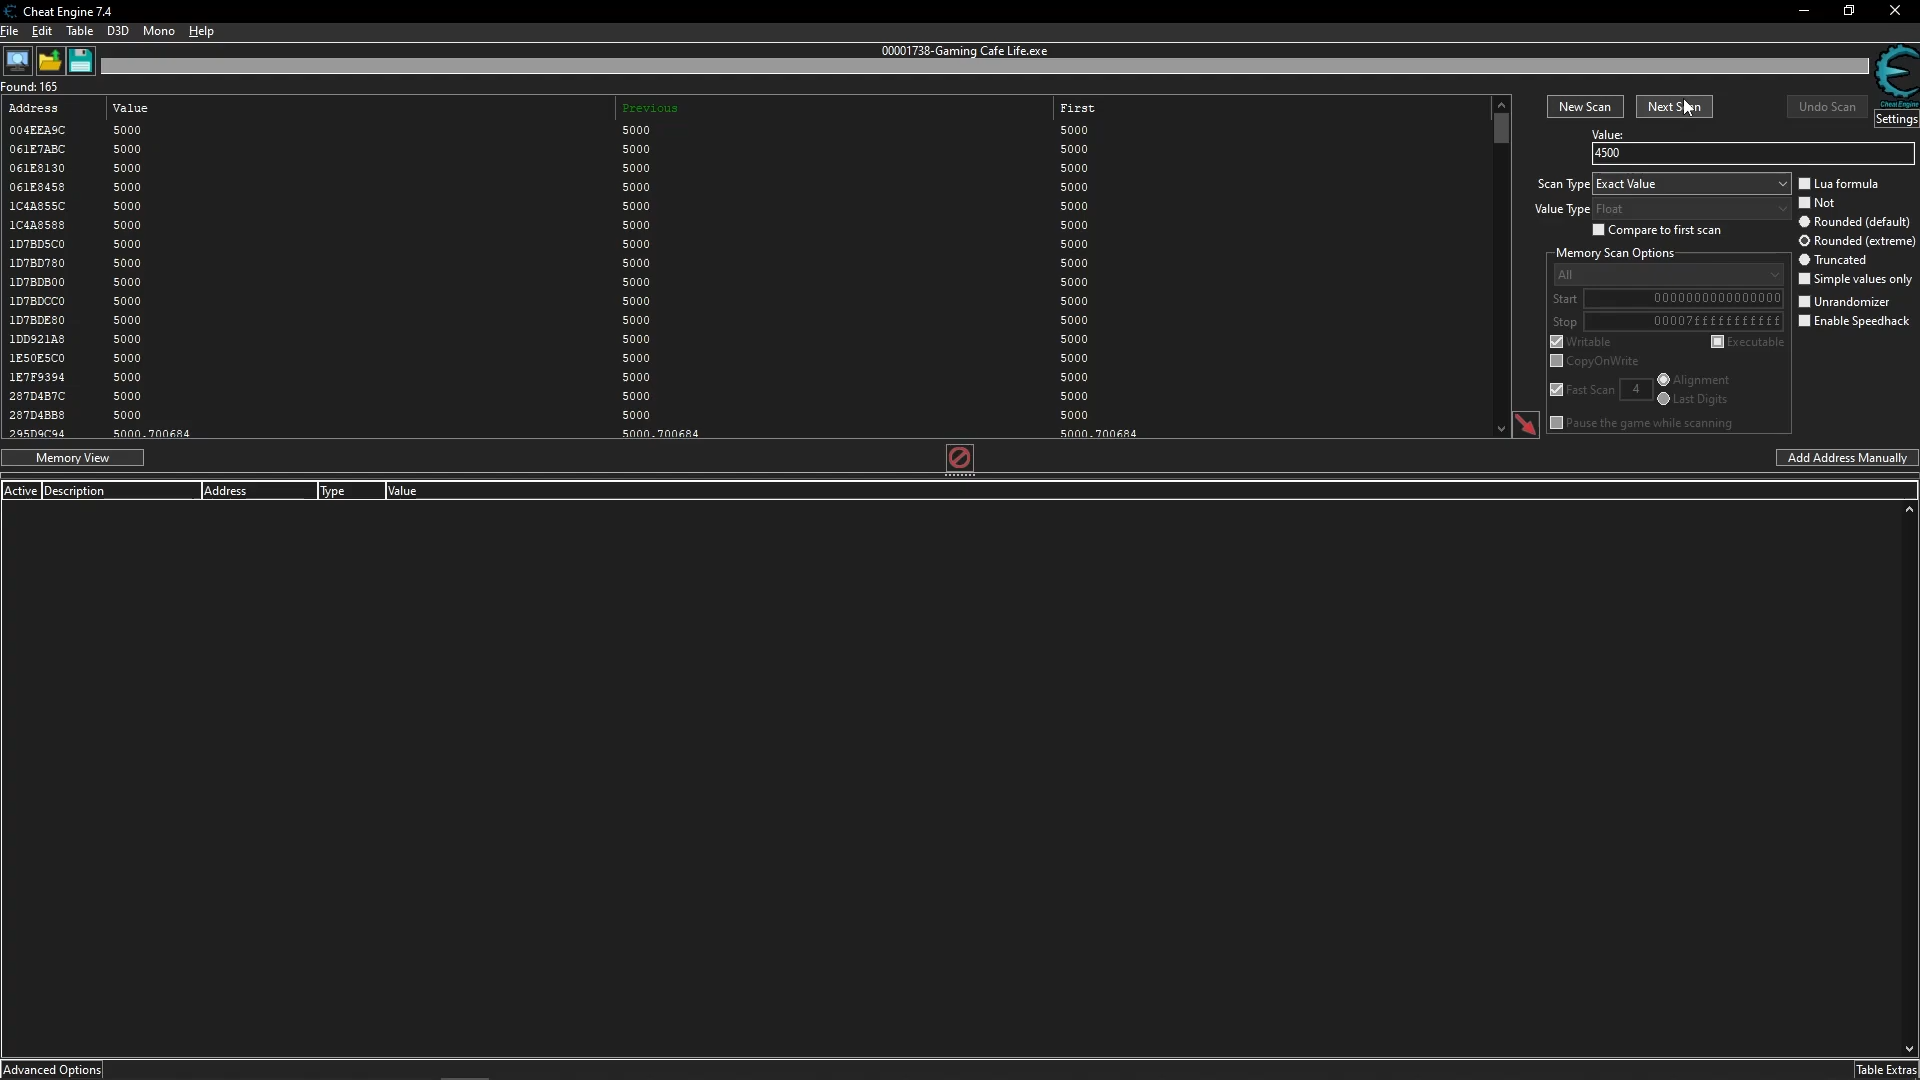 Cheat Engine 7.4
File Edit Table D3D Mono Help
00001738-Gaming Cafe Life.exe
Cheat Engine
Settings
Found: 165
Address Value Previous First
004EEA9C 5000 5000 5000
061E7ABC 5000 5000 5000
061E8130 5000 5000 5000
061E8458 5000 5000 5000
1C4A855C 5000 5000 5000
1C4A8588 5000 5000 5000
1D7BD5C0 5000 5000 5000
1D7BD780 5000 5000 5000
1D7BDB00 5000 5000 5000
1D7BDCC0 5000 5000 5000
1D7BDE80 5000 5000 5000
1DD921A8 5000 5000 5000
1E50E5C0 5000 5000 5000
1E7F9394 5000 5000 5000
287D4B7C 5000 5000 5000
287D4BB8 5000 5000 5000
295D9C94 5000.700684 5000.700684 5000.700684
New Scan Next Scan Undo Scan
Value:
4500
Scan Type Exact Value
Value Type Float
Compare to first scan
Lua formula
Not
Rounded (default)
Rounded (extreme)
Truncated
Simple values only
Unrandomizer
Enable Speedhack
Memory Scan Options
All
Start 0000000000000000
Stop 00007fffffffffff
Writable Executable
CopyOnWrite
Fast Scan 4 Alignment
Last Digits
Pause the game while scanning
Memory View Add Address Manually
Active Description Address Type Value
Advanced Options Table Extras